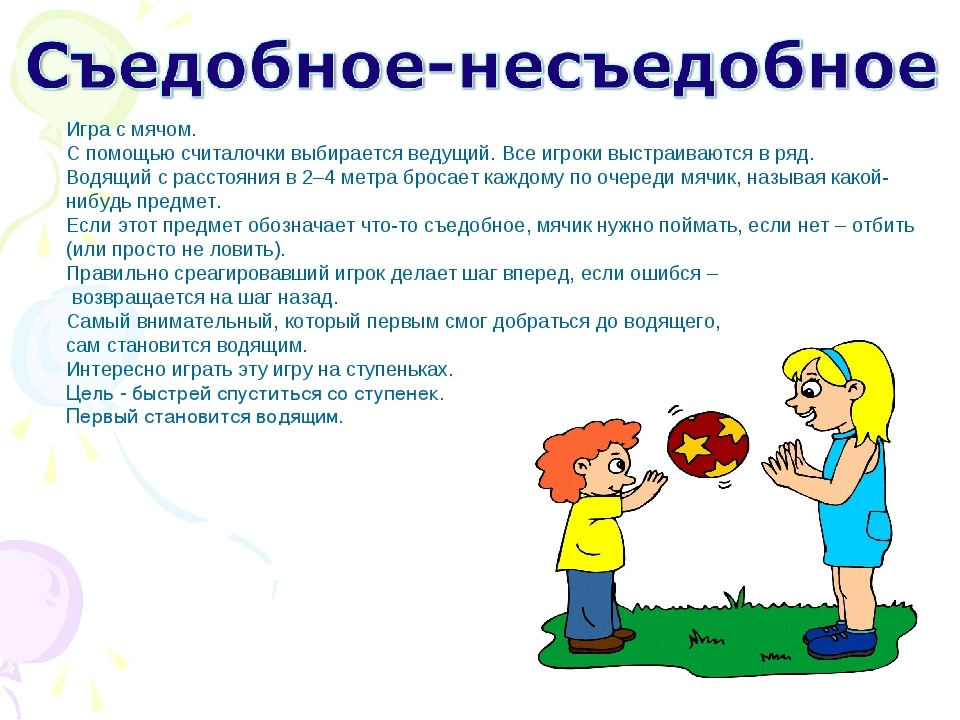 Съедобное-несъедобное
Игра с мячом.
С помощью считалочки выбирается ведущий. Все игроки выстраиваются в ряд.
Водящий с расстояния в 2–4 метра бросает каждому по очереди мячик, называя какой-
нибудь предмет.
Если этот предмет обозначает что-то съедобное, мячик нужно поймать, если нет – отбить
(или просто не ловить).
Правильно среагировавший игрок делает шаг вперед, если ошибся –
возвращается на шаг назад.
Самый внимательный, который первым смог добраться до водящего,
сам становится водящим.
Интересно играть эту игру на ступеньках.
Цель - быстрей спуститься со ступенек.
Первый становится водящим.